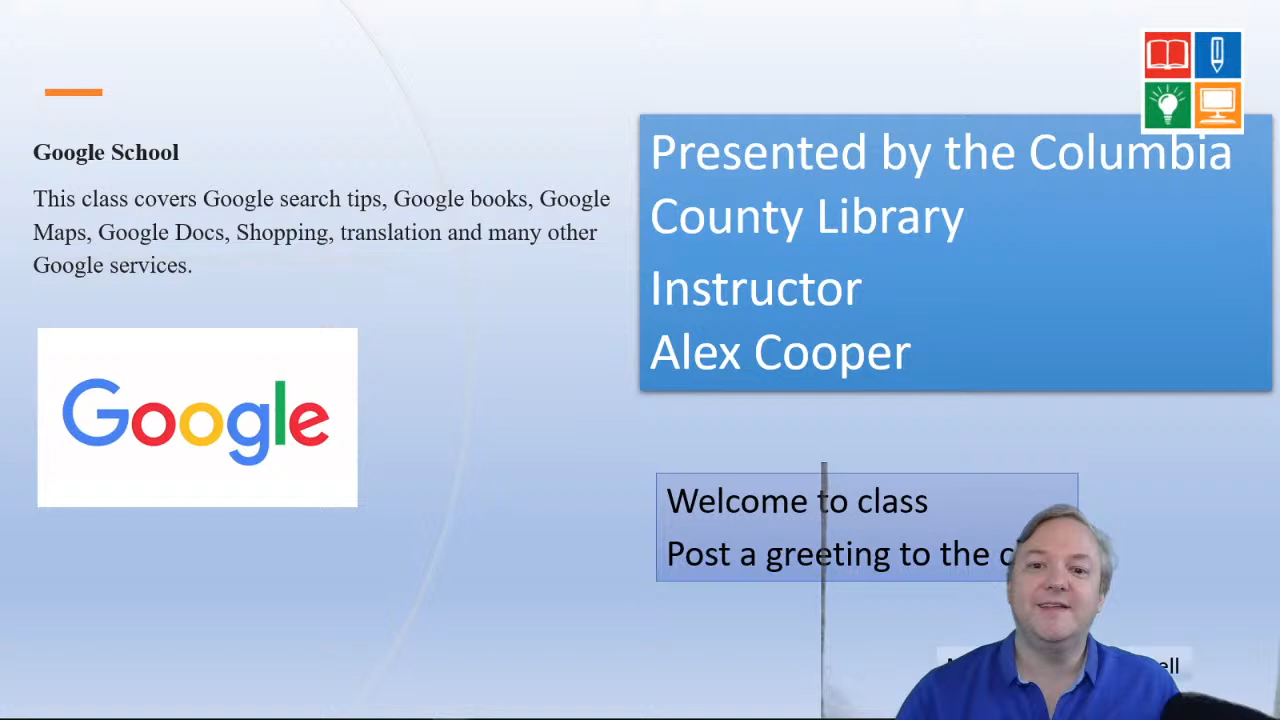 Google School
This class covers Google search tips, Google books, Google
Maps, Google Docs, Shopping, translation and many other
Google services.
Google
Presented by the Columbia
County Library
Instructor
Alex Cooper
Welcome to class
Post a greeting to the